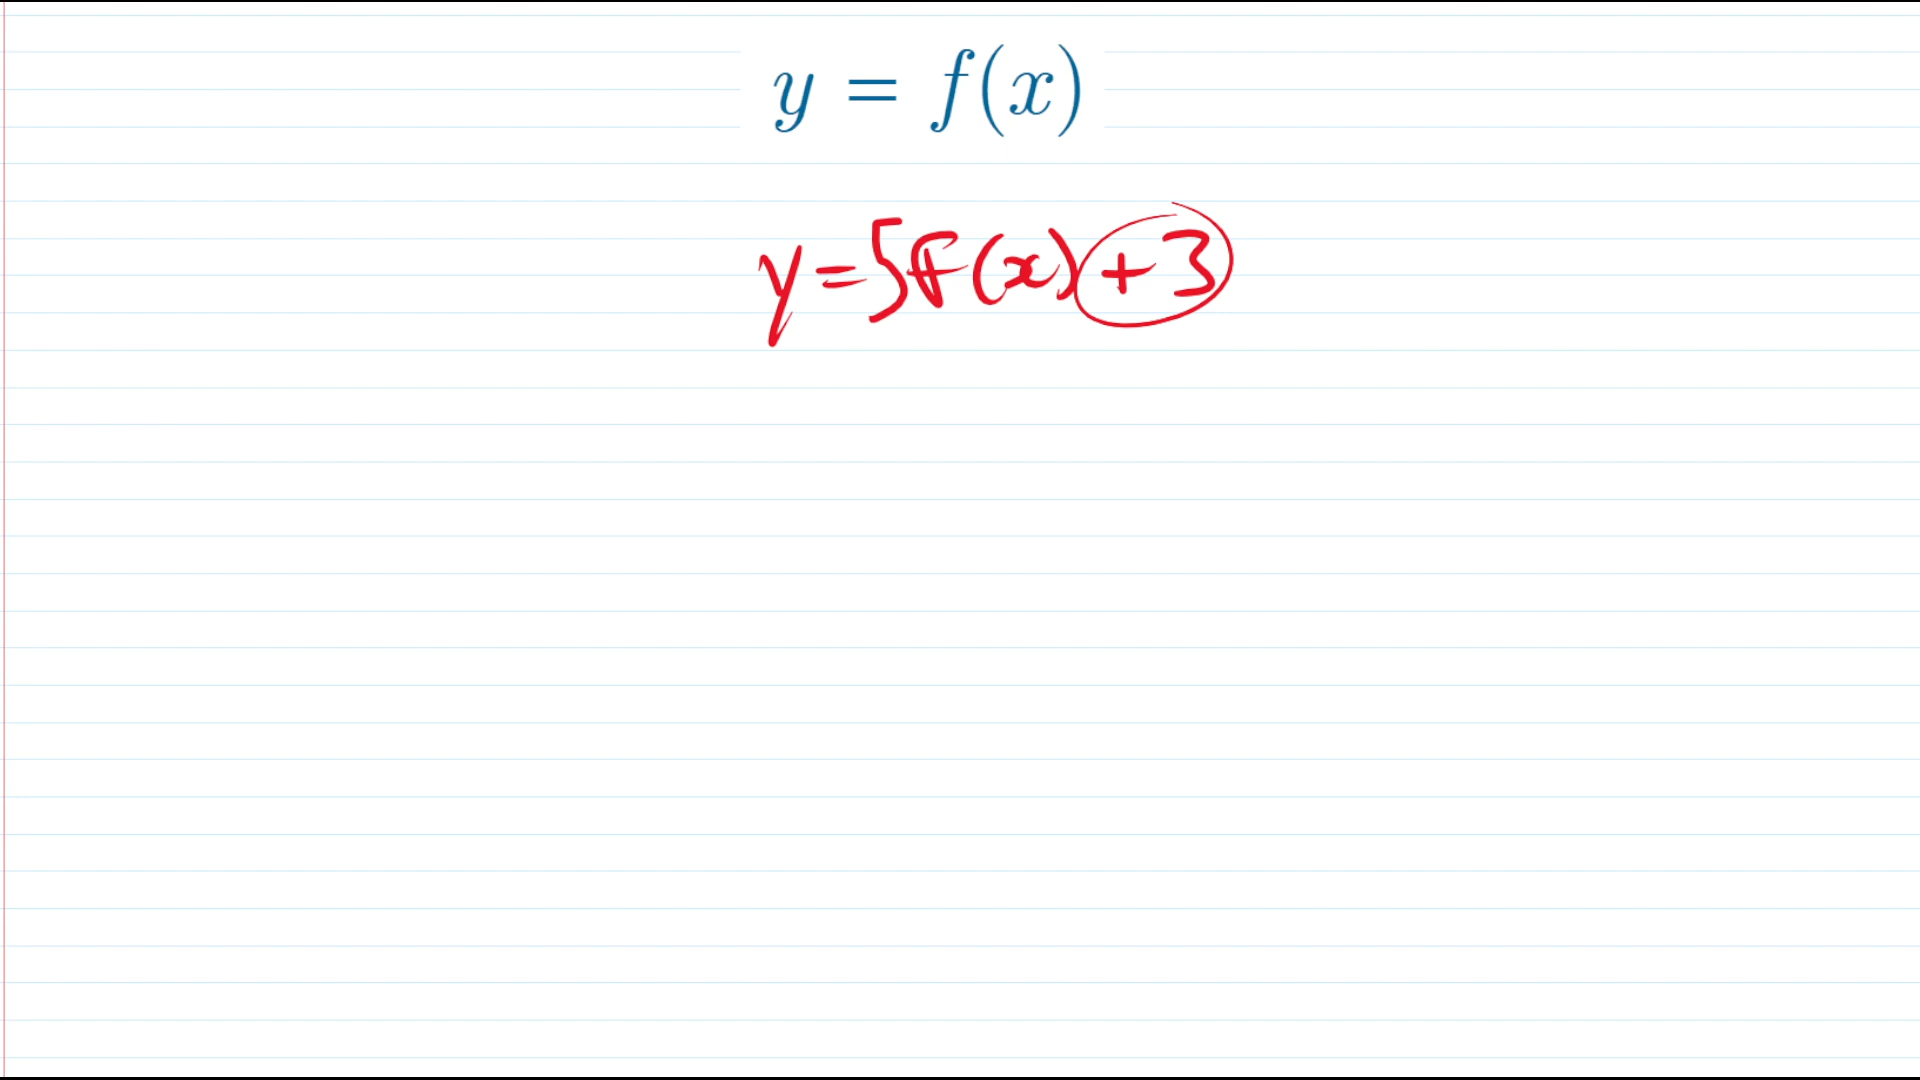 y = f(x)
y=5f(x)+3